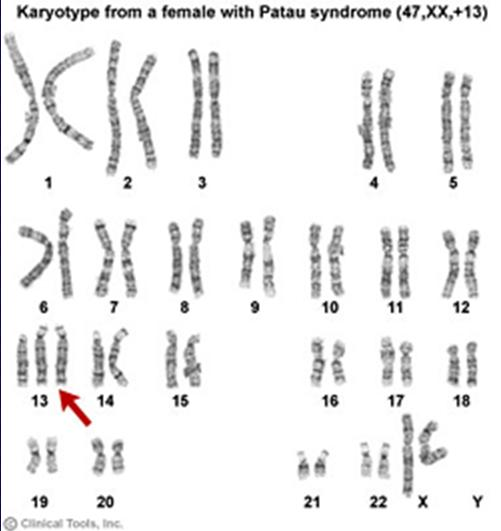 Karyotype from a female with Patau syndrome (47,XX,+13)
1 2 3 4 5
6 7 8 9 10 11 12
13 14 15 16 17 18
19 20 21 22 X Y
© Clinical Tools, Inc.